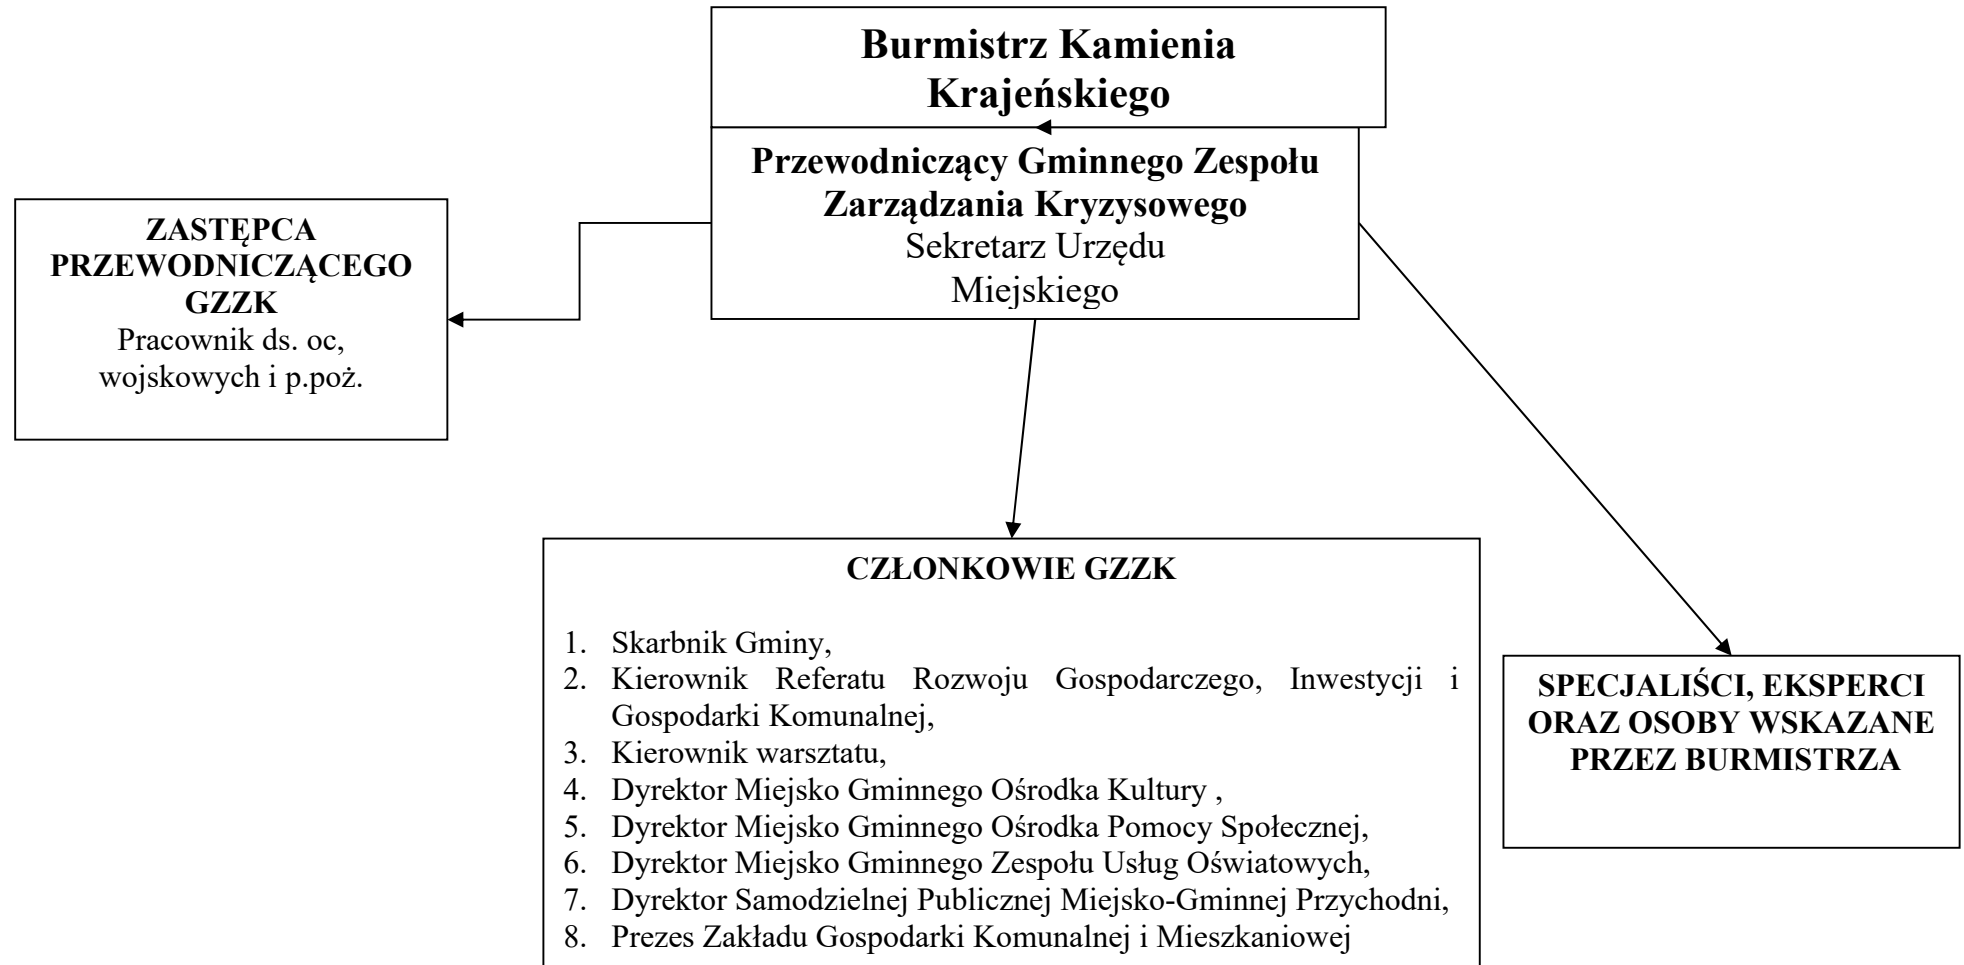 Burmistrz Kamienia
Krajeńskiego
Przewodniczący Gminnego Zespołu
Zarządzania Kryzysowego
Sekretarz Urzędu
Miejskiego
ZASTĘPCA
PRZEWODNICZĄCEGO
GZZK
Pracownik ds. oc,
wojskowych i p.poż.
CZŁONKOWIE GZZK
1. Skarbnik Gminy,
2. Kierownik Referatu Rozwoju Gospodarczego, Inwestycji i
Gospodarki Komunalnej,
3. Kierownik warsztatu,
4. Dyrektor Miejsko Gminnego Ośrodka Kultury ,
5. Dyrektor Miejsko Gminnego Ośrodka Pomocy Społecznej,
6. Dyrektor Miejsko Gminnego Zespołu Usług Oświatowych,
7. Dyrektor Samodzielnej Publicznej Miejsko-Gminnej Przychodni,
8. Prezes Zakładu Gospodarki Komunalnej i Mieszkaniowej
SPECJALIŚCI, EKSPERCI
ORAZ OSOBY WSKAZANE
PRZEZ BURMISTRZA